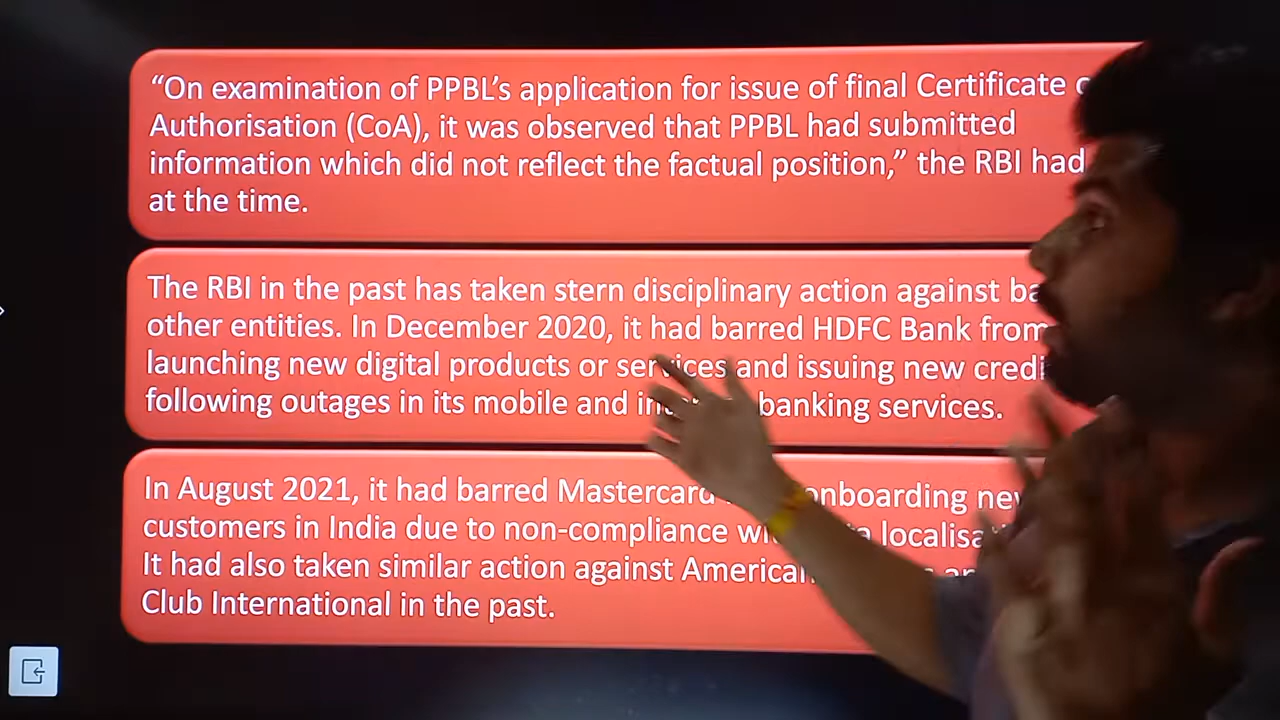 “On examination of PPBL’s application for issue of final Certificate
Authorisation (CoA), it was observed that PPBL had submitted
information which did not reflect the factual position,” the RBI had
at the time.
The RBI in the past has taken stern disciplinary action against
other entities. In December 2020, it had barred HDFC Bank from
launching new digital products or services and issuing new
following outages in its mobile and banking services.
In August 2021, it had barred Mastercard onboarding
customers in India due to non-compliance
It had also taken similar action against American
Club International in the past.